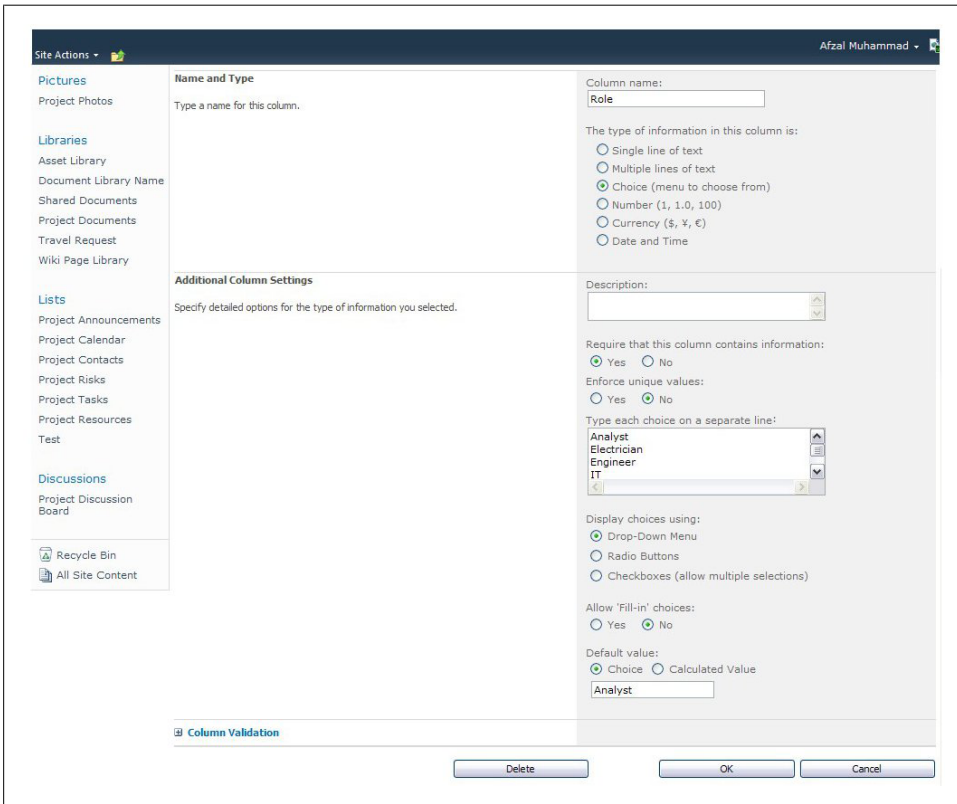 Site Actions
Afzal Muhammad
Pictures
Project Photos
Libraries
Asset Library
Document Library Name
Shared Documents
Project Documents
Travel Request
Wiki Page Library
Lists
Project Announcements
Project Calendar
Project Contacts
Project Risks
Project Tasks
Project Resources
Test
Discussions
Project Discussion
Board
Recycle Bin
All Site Content
Name and Type
Type a name for this column.
Column name:
Role
The type of information in this column is:
Single line of text
Multiple lines of text
Choice (menu to choose from)
Number (1, 1.0, 100)
Currency ($, ¥, €)
Date and Time
Additional Column Settings
Specify detailed options for the type of information you selected.
Description:
Require that this column contains information:
Yes No
Enforce unique values:
Yes No
Type each choice on a separate line:
Analyst
Electrician
Engineer
IT
Display choices using:
Drop-Down Menu
Radio Buttons
Checkboxes (allow multiple selections)
Allow 'Fill-in' choices:
Yes No
Default value:
Choice Calculated Value
Analyst
Column Validation
Delete OK Cancel